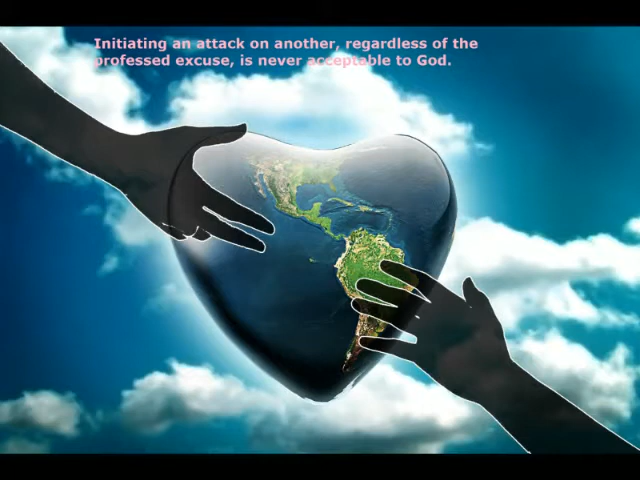 Initiating an attack on another, regardless of the
professed excuse, is never acceptable to God.